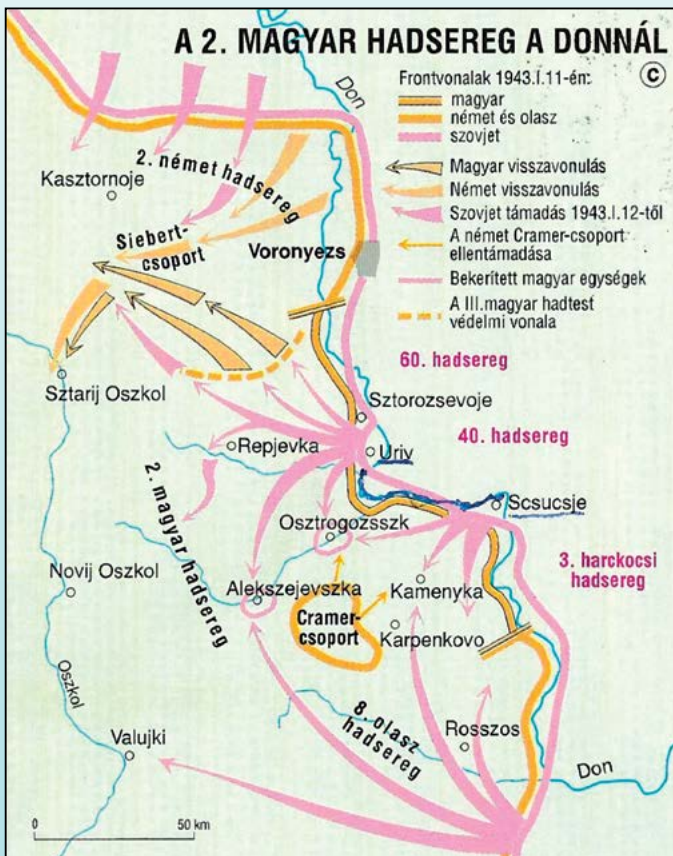 A 2. MAGYAR HADSEREG A DONNÁL
C
Frontvonalak 1943.I.11-én:
magyar
német és olasz
szovjet
Magyar visszavonulás
Német visszavonulás
Szovjet támadás 1943.I.12-től
A német Cramer-csoport
ellentámadása
Bekerített magyar egységek
A III.magyar hadtest
védelmi vonala
Don
2. német hadsereg
Kasztornoje
Siebert-
csoport
Voronyezs
60. hadsereg
Sztarij Oszkol
Sztorozsevoje
40. hadsereg
Repjevka
Uriv
2. magyar
hadsereg
Scsucsje
Osztrogozsszk
3. harckocsi
hadsereg
Novij Oszkol
Alekszejevszka
Kamenyka
Cramer-
csoport
Karpenkovo
Oszkol
8. olasz
hadsereg
Rosszos
Valujki
Don
0
50 km